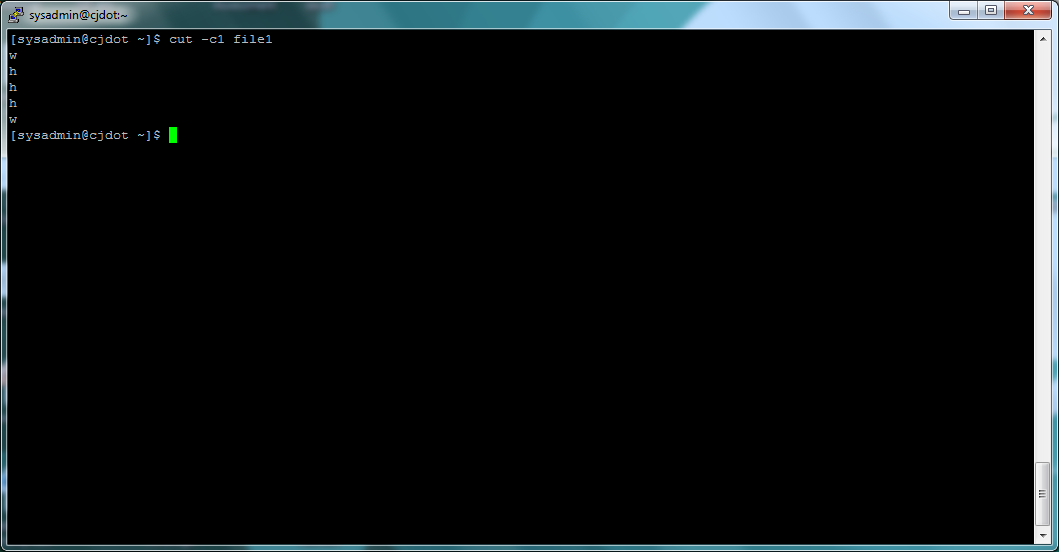 sysadmin@cjdot:~
[sysadmin@cjdot ~]$ cut -c1 file1
w
h
h
h
w
[sysadmin@cjdot ~]$